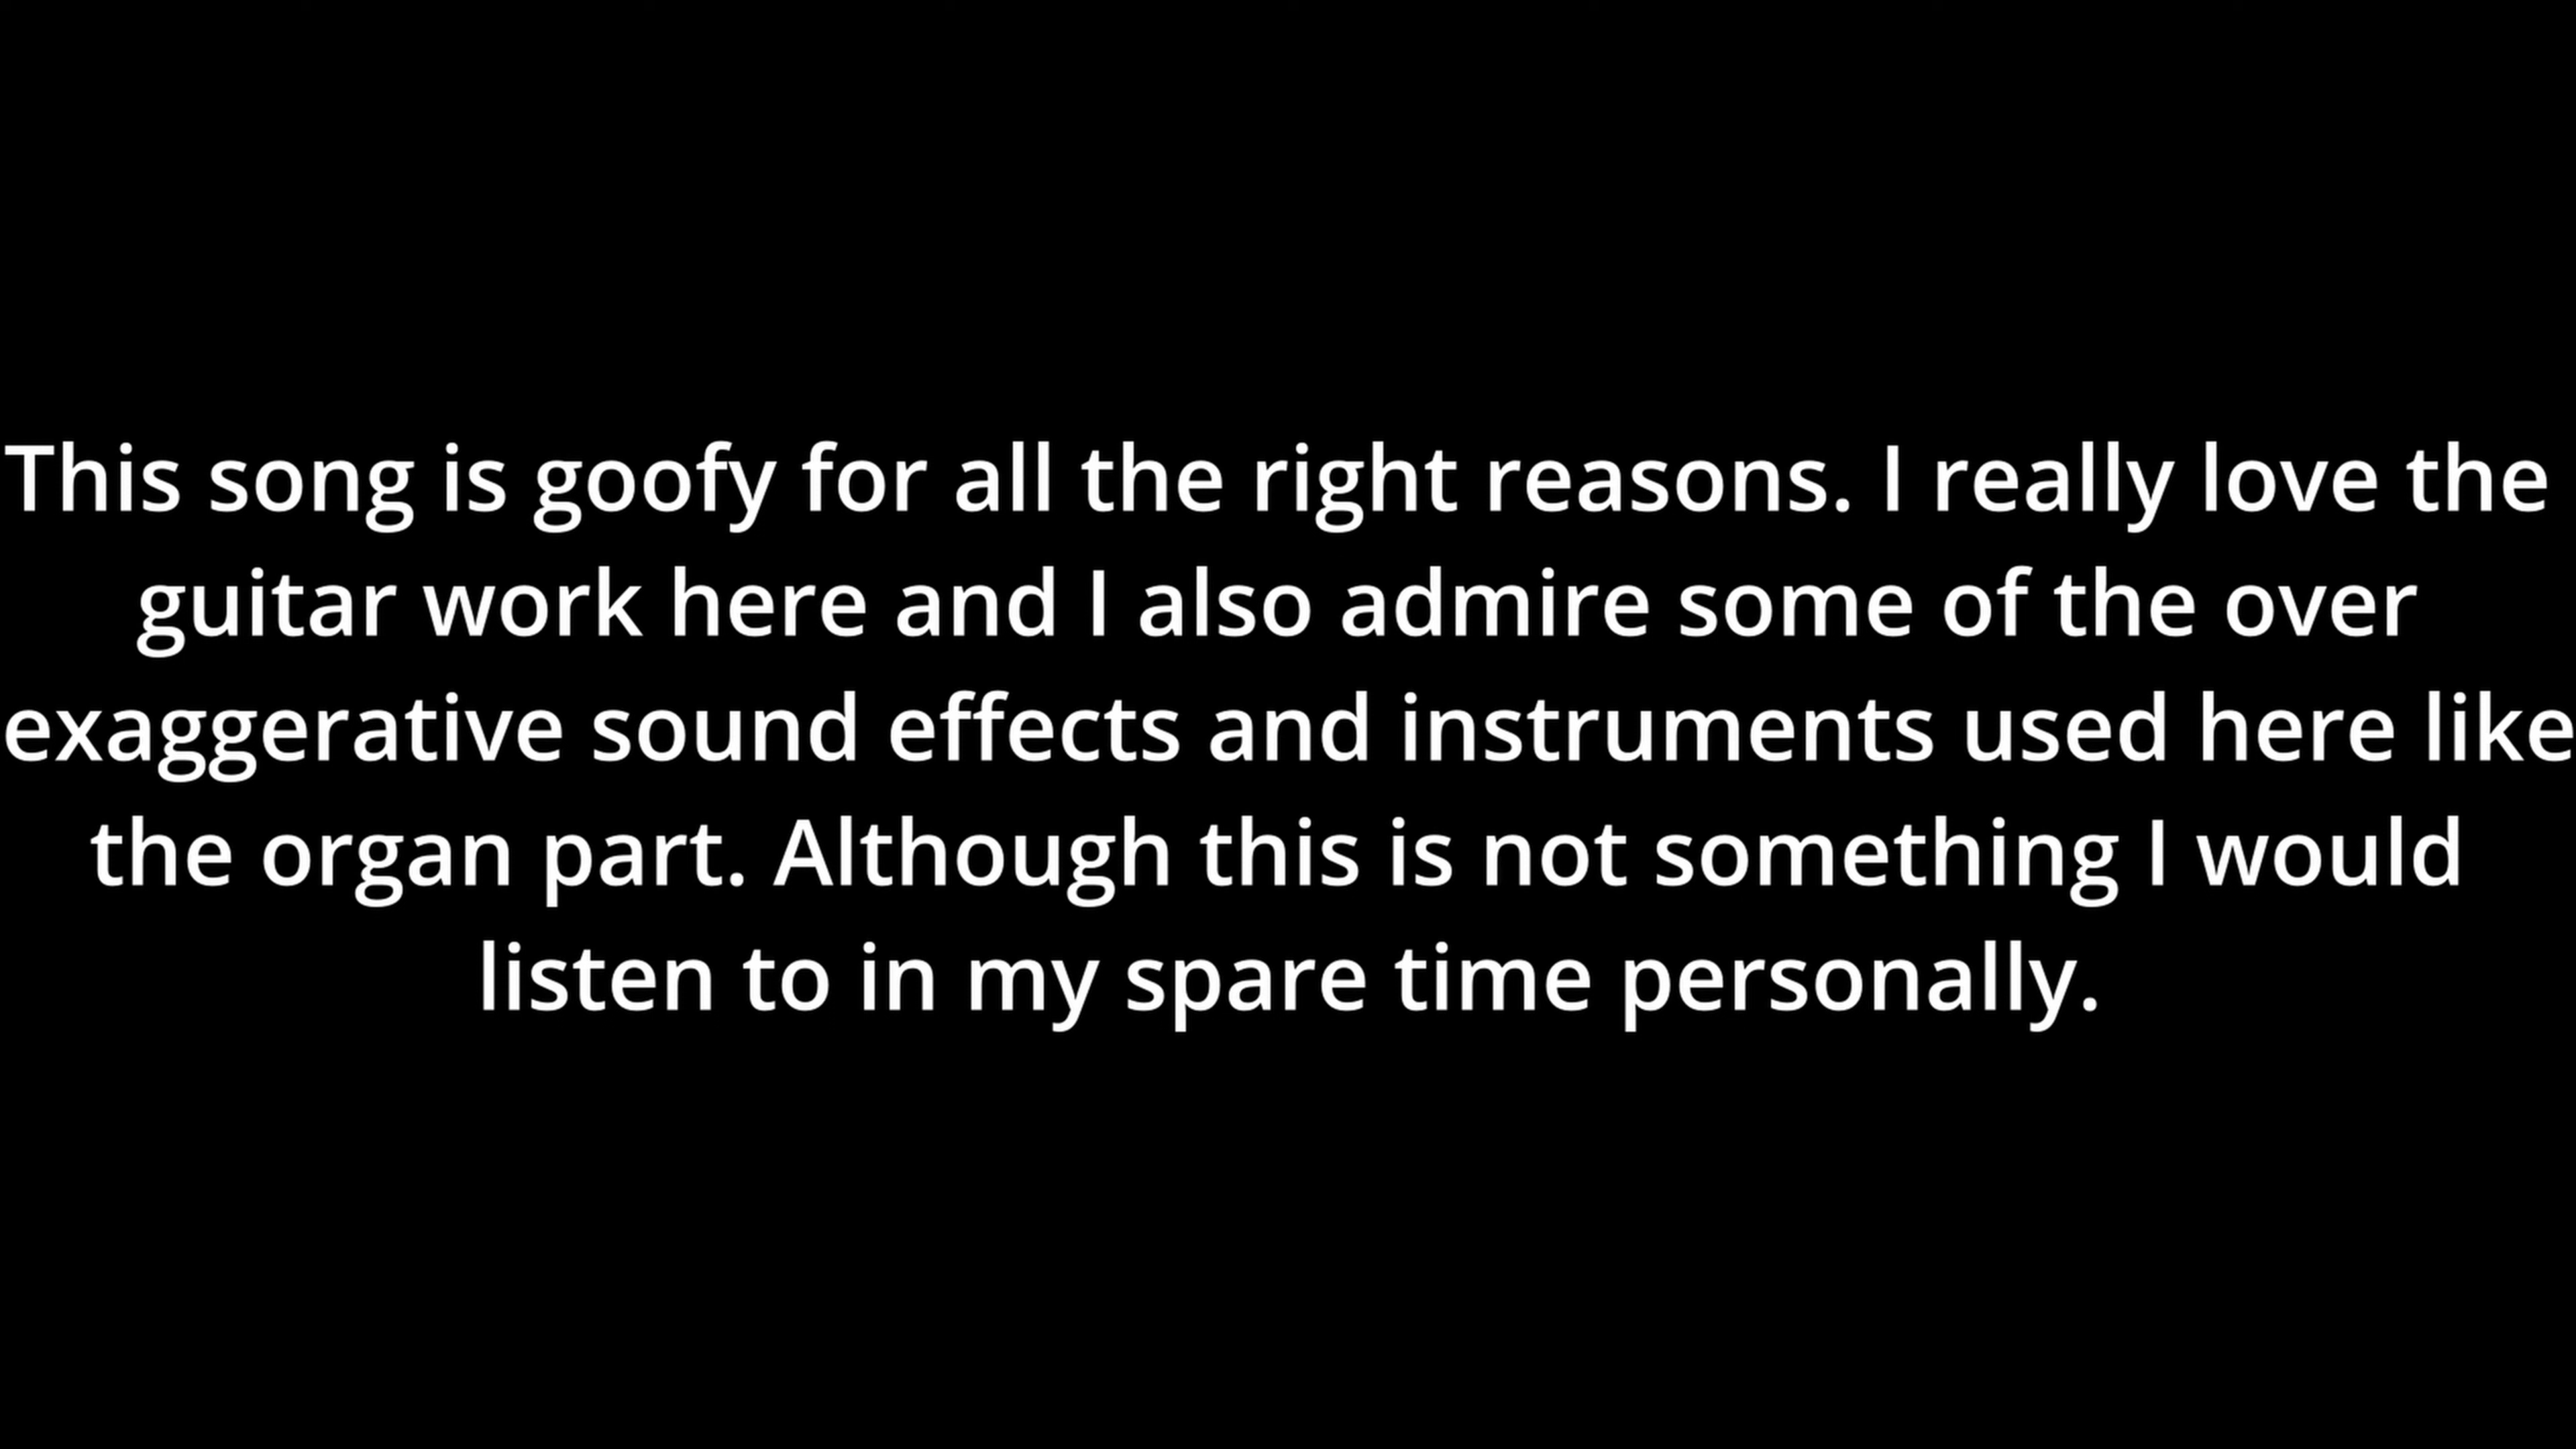 This song is goofy for all the right reasons. I really love the
guitar work here and I also admire some of the over
exaggerative sound effects and instruments used here like
the organ part. Although this is not something I would
listen to in my spare time personally.